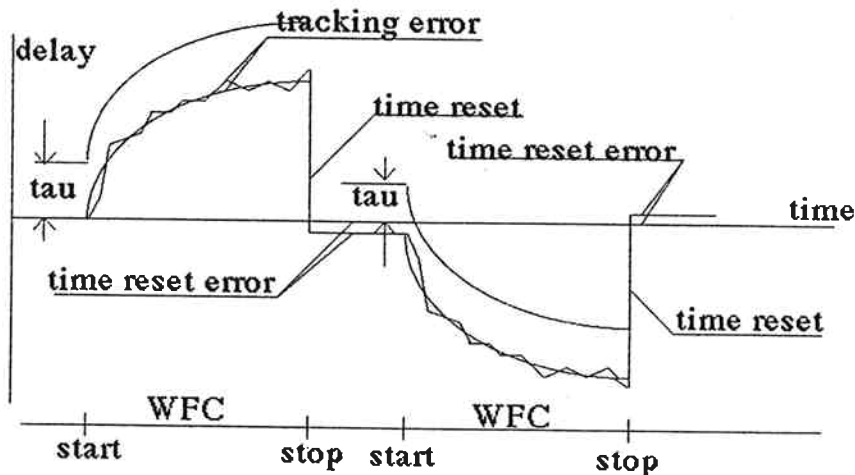 tracking error
delay
time reset
time reset error
tau
tau
time
time reset error
time reset
WFC
WFC
start
stop
start
stop